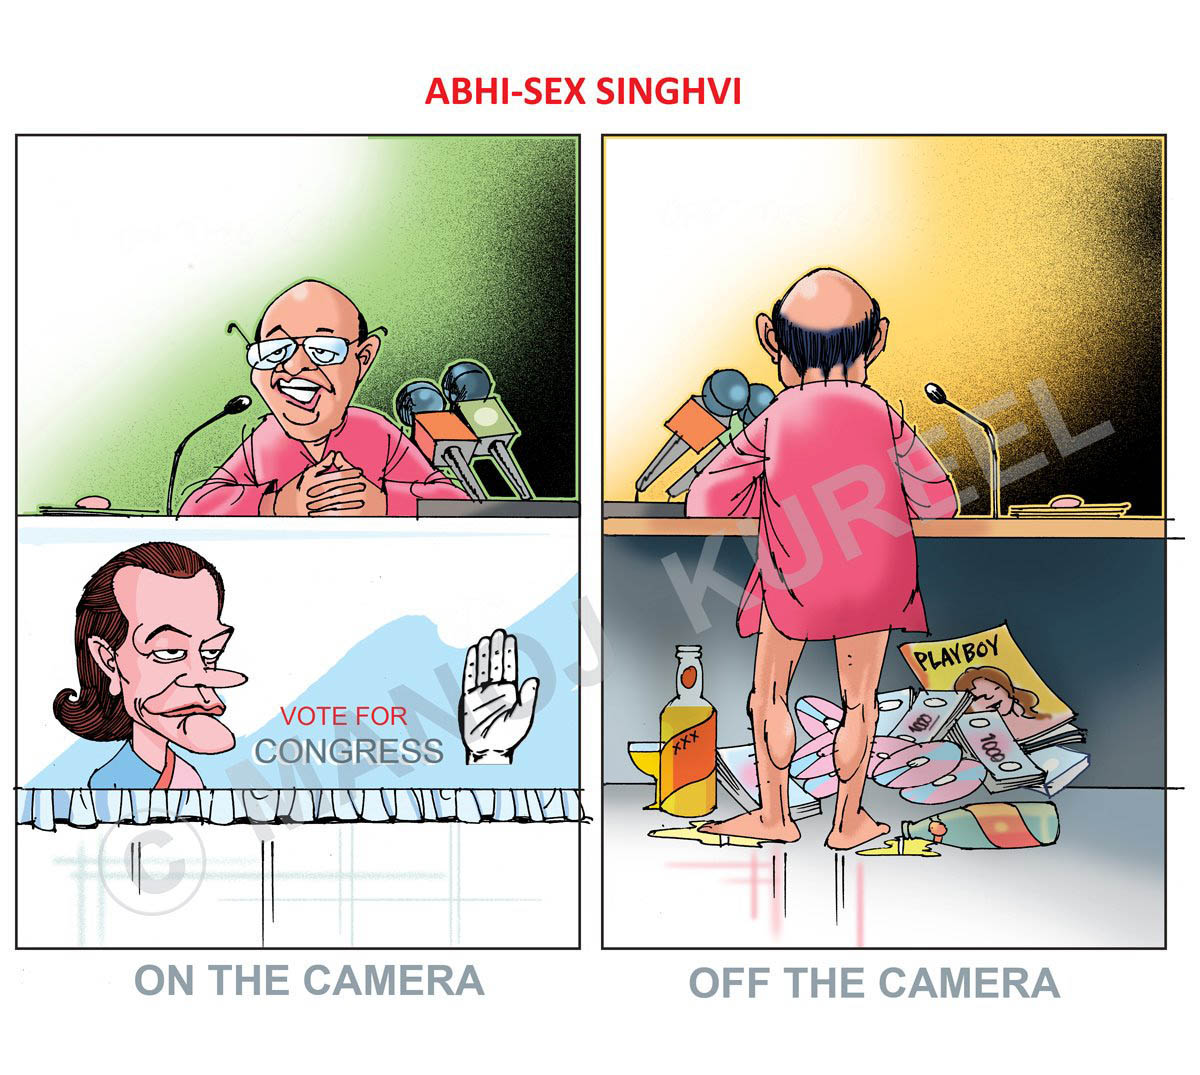 ABHI-SEX SINGHVI
VOTE FOR
CONGRESS
PLAYBOY
XXX
1000
1000
© MANOJ KUREEL
ON THE CAMERA
OFF THE CAMERA